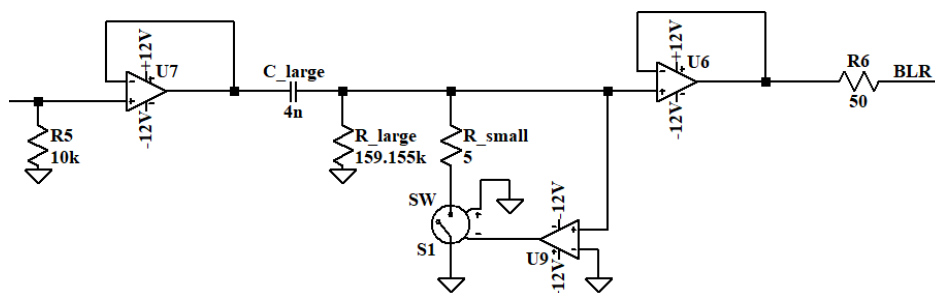 +12V
U7
-12V
R5
10k
C_large
4n
R_large
159.155k
R_small
5
SW
S1
-12V
U9
-12V
+12V
U6
-12V
R6
50
BLR